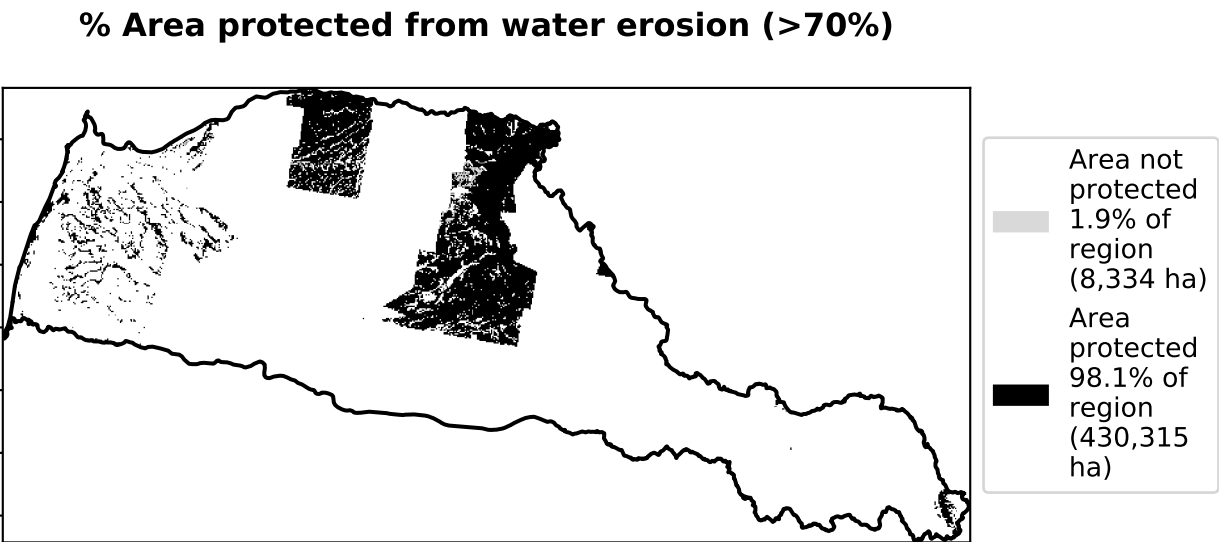 % Area protected from water erosion (>70%)
Area not
protected
1.9% of
region
(8,334 ha)
Area
protected
98.1% of
region
(430,315
ha)